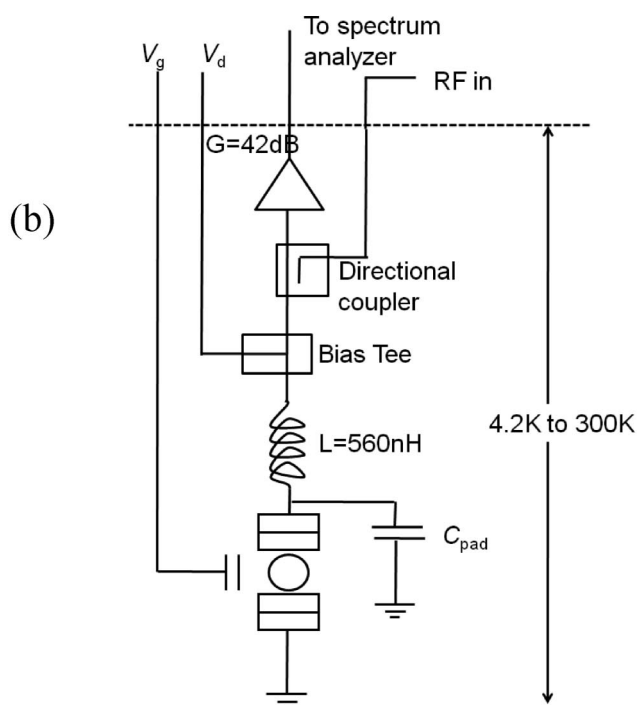 To spectrum
analyzer
Vg
Vd
RF in
G=42dB
(b)
Directional
coupler
Bias Tee
4.2K to 300K
L=560nH
Cpad